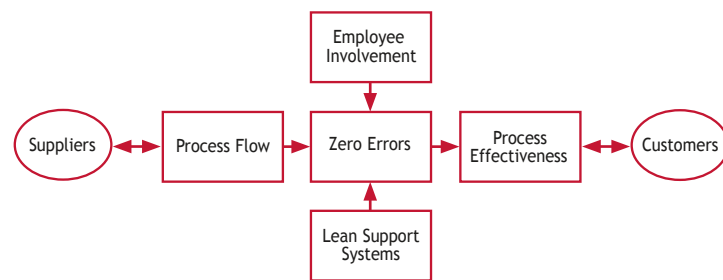 Employee
Involvement
Suppliers
Process Flow
Zero Errors
Process
Effectiveness
Customers
Lean Support
Systems